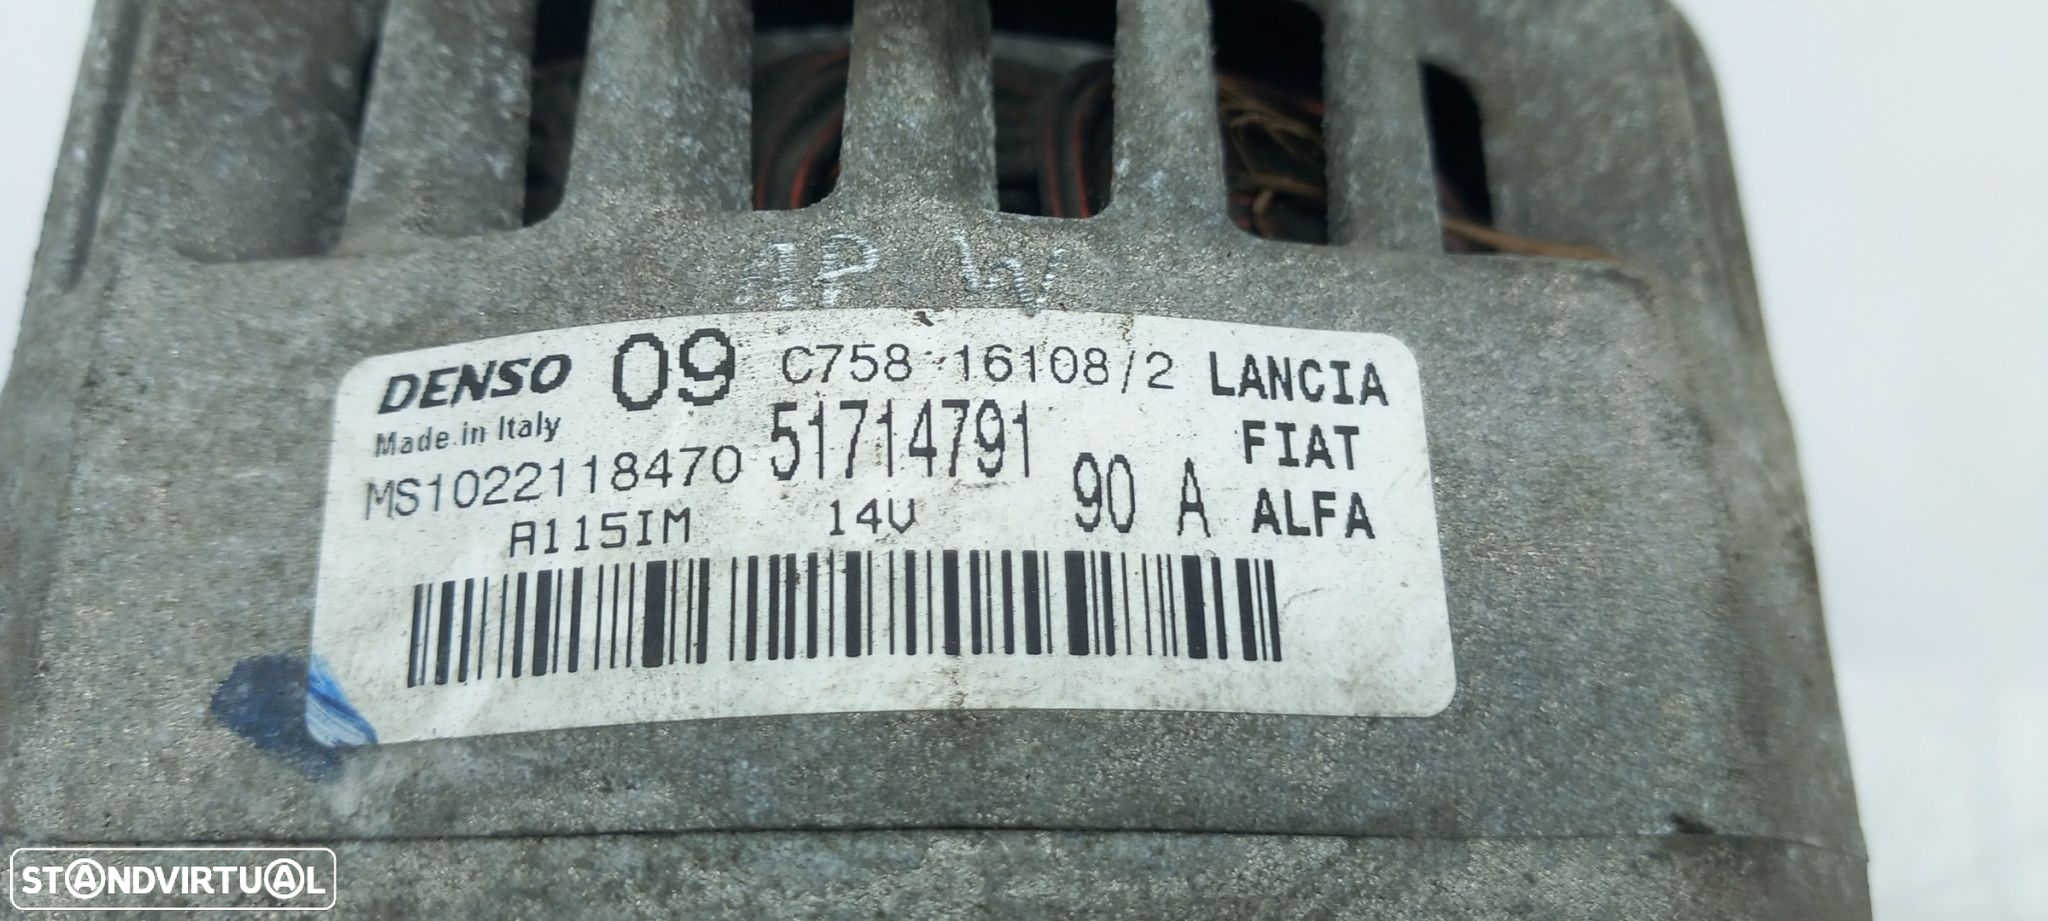 DENSO 09 C758 16108/2 LANCIA
Made in Italy 51714791 FIAT
MS1022118470 90 A ALFA
A115IM 14V
STANDVIRTUAL